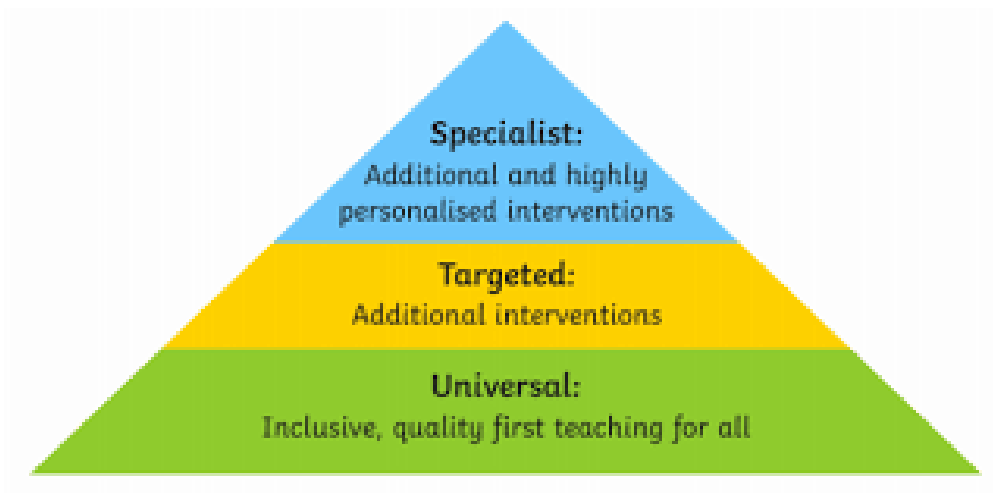 Specialist:
Additional and highly
personalised interventions
Targeted:
Additional interventions
Universal:
Inclusive, quality first teaching for all